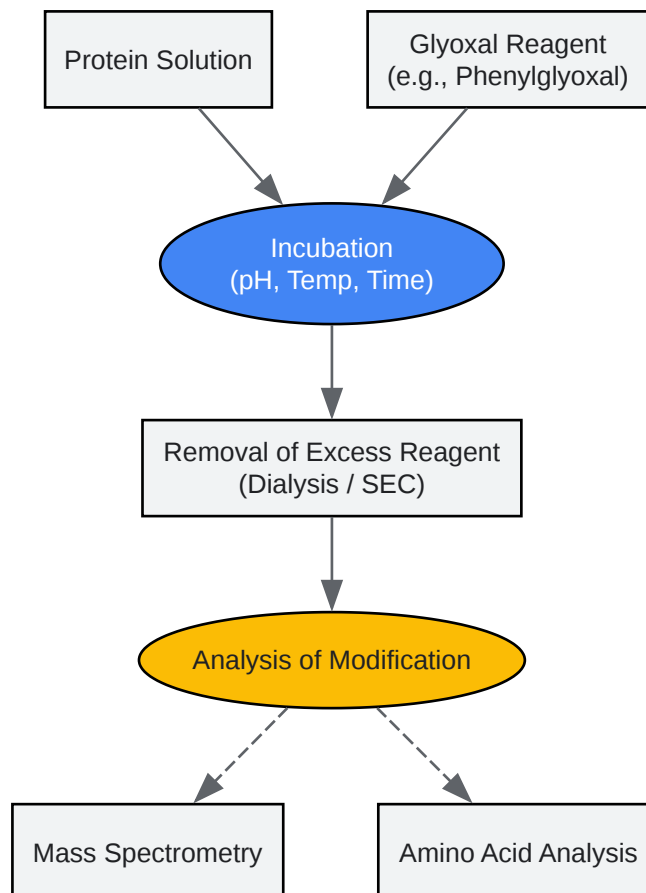 Protein Solution
Glyoxal Reagent
(e.g., Phenylglyoxal)
Incubation
(pH, Temp, Time)
Removal of Excess Reagent
(Dialysis / SEC)
Analysis of Modification
Mass Spectrometry
Amino Acid Analysis